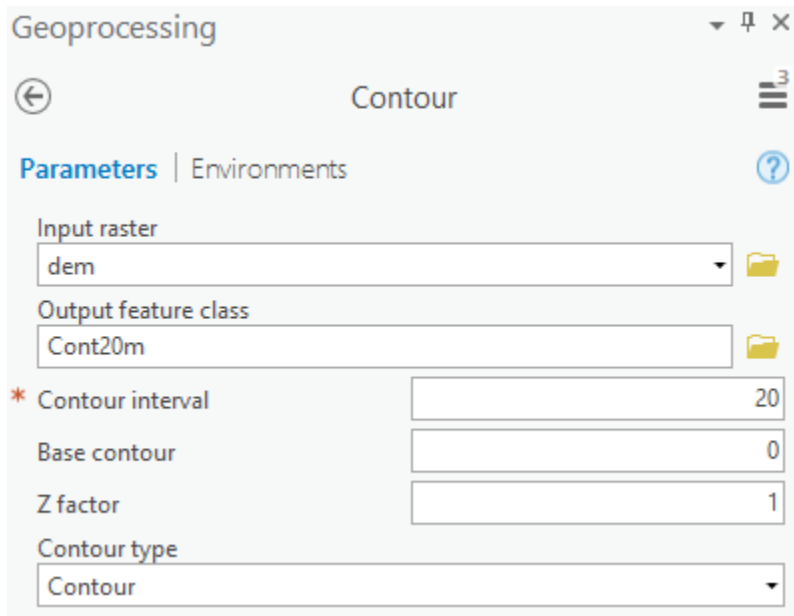 Geoprocessing
Contour
3
Parameters | Environments
?
Input raster
dem
Output feature class
Cont20m
* Contour interval 20
Base contour 0
Z factor 1
Contour type
Contour